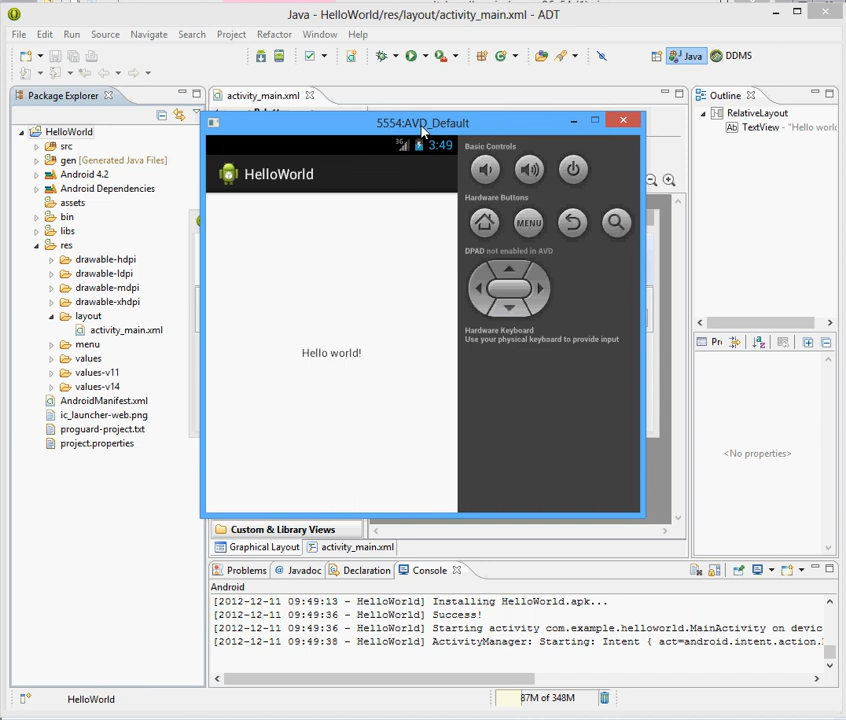 Java - HelloWorld/res/layout/activity_main.xml - ADT
File Edit Run Source Navigate Search Project Refactor Window Help
Java DDMS
Package Explorer
HelloWorld
src
gen [Generated Java Files]
Android 4.2
Android Dependencies
assets
bin
libs
res
drawable-hdpi
drawable-ldpi
drawable-mdpi
drawable-xhdpi
layout
activity_main.xml
menu
values
values-v11
values-v14
AndroidManifest.xml
ic_launcher-web.png
proguard-project.txt
project.properties
activity_main.xml
5554:AVD_Default
3G 3:49
HelloWorld
Hello world!
Basic Controls
Hardware Buttons
MENU
DPAD not enabled in AVD
Hardware Keyboard
Use your physical keyboard to provide input
Custom & Library Views
Graphical Layout activity_main.xml
Outline
RelativeLayout
Ab TextView - "Hello world
Pr
<No properties>
Problems @ Javadoc Declaration Console
Android
[2012-12-11 09:49:13 - HelloWorld] Installing HelloWorld.apk...
[2012-12-11 09:49:36 - HelloWorld] Success!
[2012-12-11 09:49:36 - HelloWorld] Starting activity com.example.helloworld.MainActivity on devic
[2012-12-11 09:49:38 - HelloWorld] ActivityManager: Starting: Intent { act=android.intent.action.
HelloWorld
87M of 348M